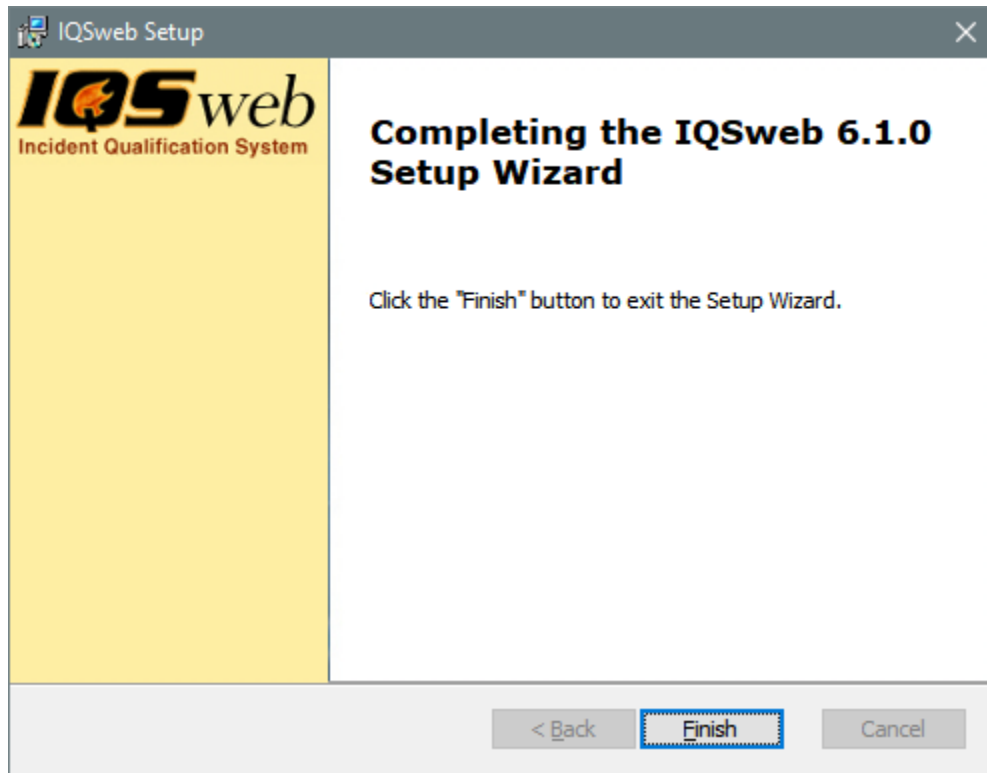 IQSweb Setup
IQSweb
Incident Qualification System
Completing the IQSweb 6.1.0
Setup Wizard
Click the "Finish" button to exit the Setup Wizard.
< Back
Finish
Cancel